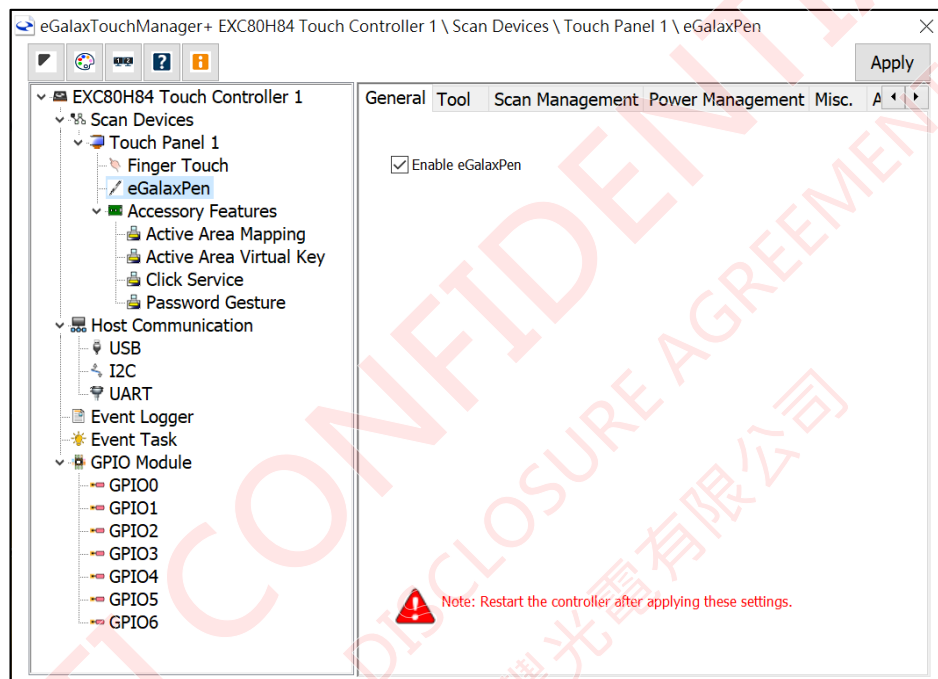 eGalaxTouchManager+ EXC80H84 Touch Controller 1 \ Scan Devices \ Touch Panel 1 \ eGalaxPen
Apply
EXC80H84 Touch Controller 1
Scan Devices
Touch Panel 1
Finger Touch
eGalaxPen
Accessory Features
Active Area Mapping
Active Area Virtual Key
Click Service
Password Gesture
Host Communication
USB
I2C
UART
Event Logger
Event Task
GPIO Module
GPIO0
GPIO1
GPIO2
GPIO3
GPIO4
GPIO5
GPIO6
General Tool Scan Management Power Management Misc. A
Enable eGalaxPen
Note: Restart the controller after applying these settings.
CONFIDENTI
DISCLOSURE AGREEMENT
光電有限公司